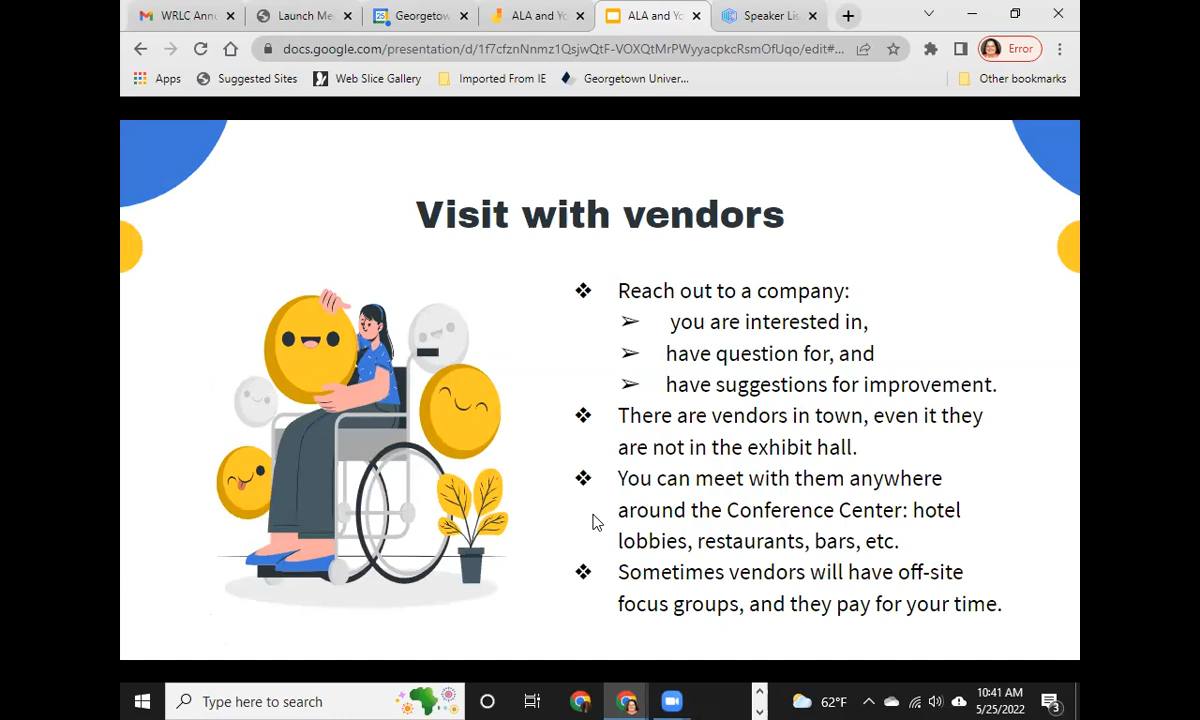 WRLC Ann
Launch Me
Georgetow
ALA and Yo
ALA and Yo
Speaker Lis
docs.google.com/presentation/d/1f7cfznNnmz1QsjwQtF-VOXQtMrPWyyacpkcRsmOfUqo/edit#...
Error
Apps
Suggested Sites
Web Slice Gallery
Imported From IE
Georgetown Univer...
Other bookmarks
Visit with vendors
❖ Reach out to a company:
➢ you are interested in,
➢ have question for, and
➢ have suggestions for improvement.
❖ There are vendors in town, even it they
are not in the exhibit hall.
❖ You can meet with them anywhere
around the Conference Center: hotel
lobbies, restaurants, bars, etc.
❖ Sometimes vendors will have off-site
focus groups, and they pay for your time.
Type here to search
62°F
10:41 AM
5/25/2022
3